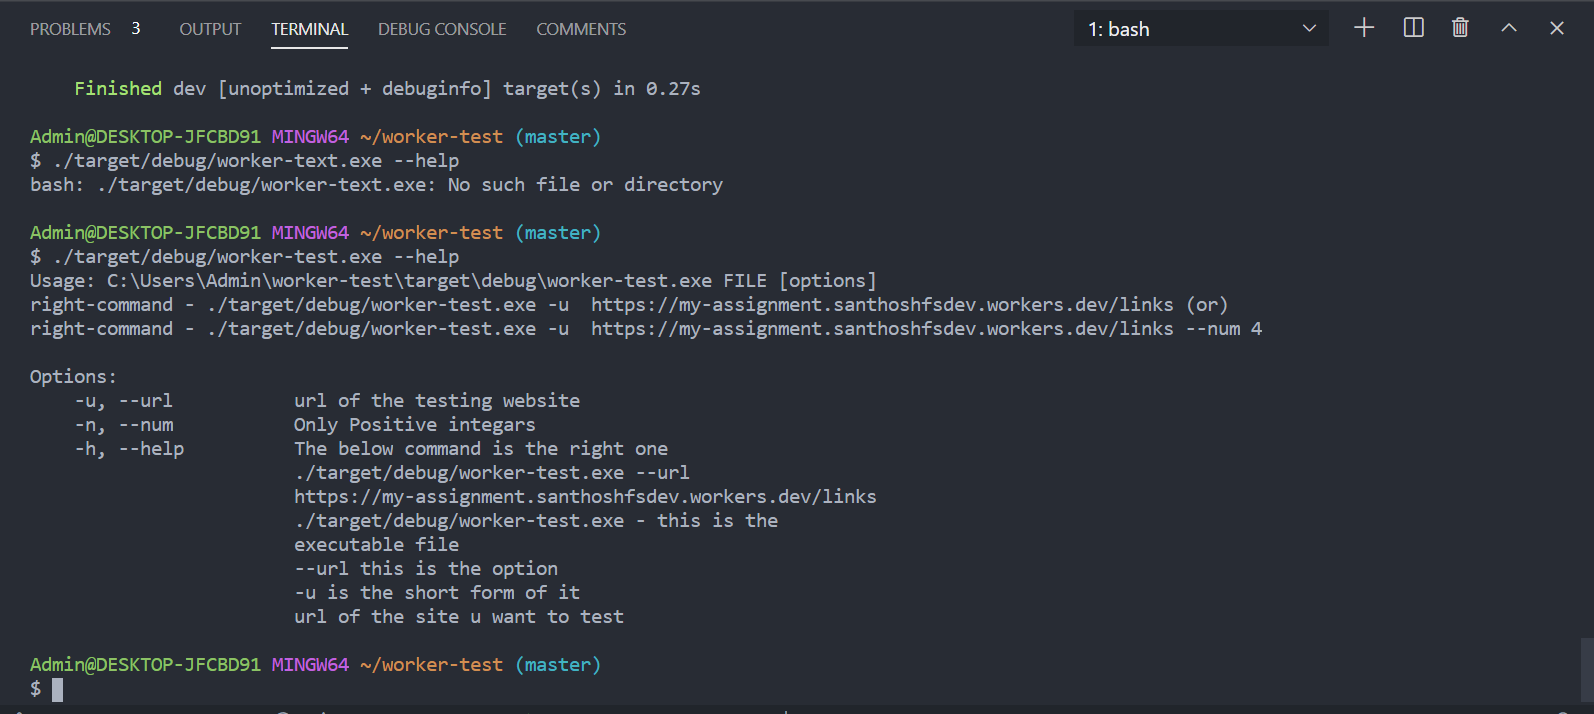 PROBLEMS 3 OUTPUT TERMINAL DEBUG CONSOLE COMMENTS 1: bash
Finished dev [unoptimized + debuginfo] target(s) in 0.27s
Admin@DESKTOP-JFCBD91 MINGW64 ~/worker-test (master)
$ ./target/debug/worker-text.exe --help
bash: ./target/debug/worker-text.exe: No such file or directory
Admin@DESKTOP-JFCBD91 MINGW64 ~/worker-test (master)
$ ./target/debug/worker-test.exe --help
Usage: C:\Users\Admin\worker-test\target\debug\worker-test.exe FILE [options]
right-command - ./target/debug/worker-test.exe -u  https://my-assignment.santhoshfsdev.workers.dev/links (or)
right-command - ./target/debug/worker-test.exe -u  https://my-assignment.santhoshfsdev.workers.dev/links --num 4
Options:
-u, --url url of the testing website
-n, --num Only Positive integars
-h, --help The below command is the right one
./target/debug/worker-test.exe --url
https://my-assignment.santhoshfsdev.workers.dev/links
./target/debug/worker-test.exe - this is the
executable file
--url this is the option
-u is the short form of it
url of the site u want to test
Admin@DESKTOP-JFCBD91 MINGW64 ~/worker-test (master)
$